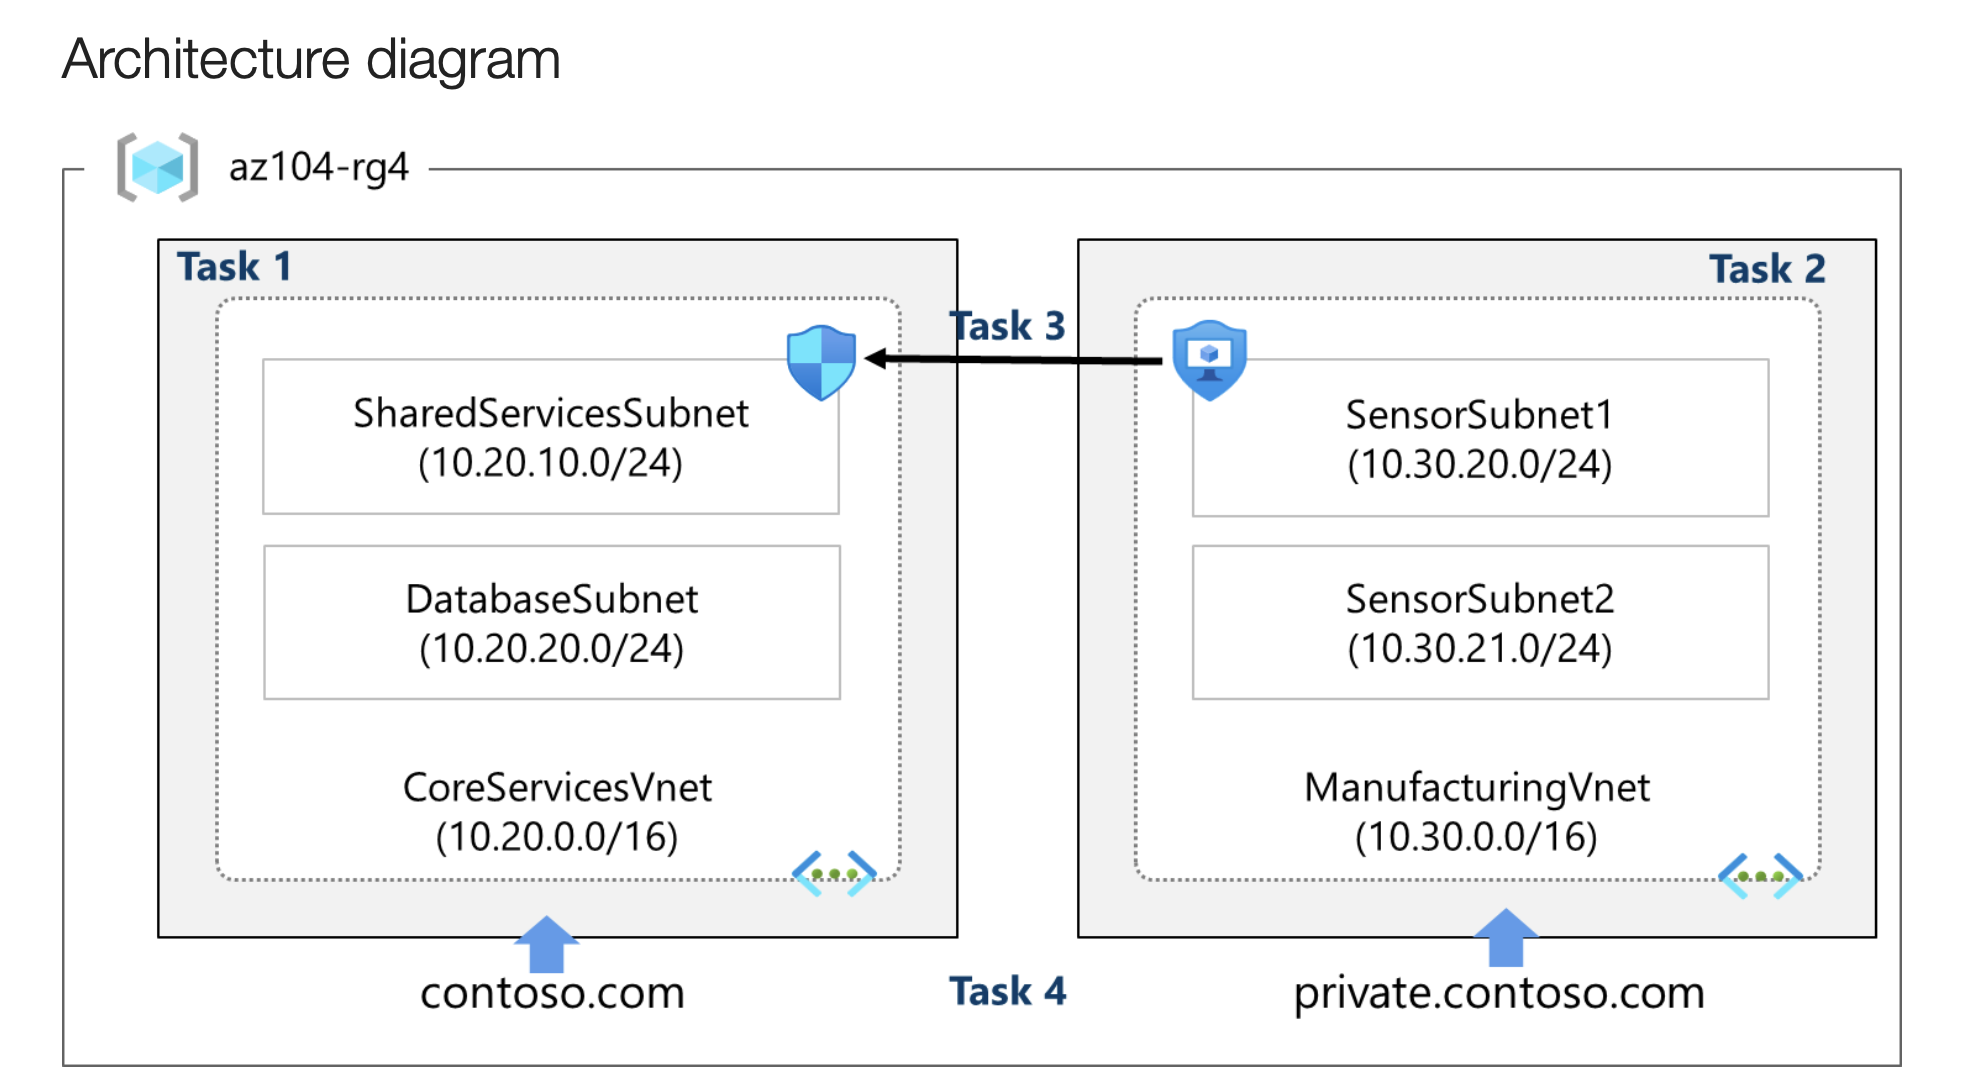 Architecture diagram
az104-rg4
Task 1
Task 2
Task 3
SharedServicesSubnet
(10.20.10.0/24)
DatabaseSubnet
(10.20.20.0/24)
CoreServicesVnet
(10.20.0.0/16)
SensorSubnet1
(10.30.20.0/24)
SensorSubnet2
(10.30.21.0/24)
ManufacturingVnet
(10.30.0.0/16)
contoso.com
Task 4
private.contoso.com